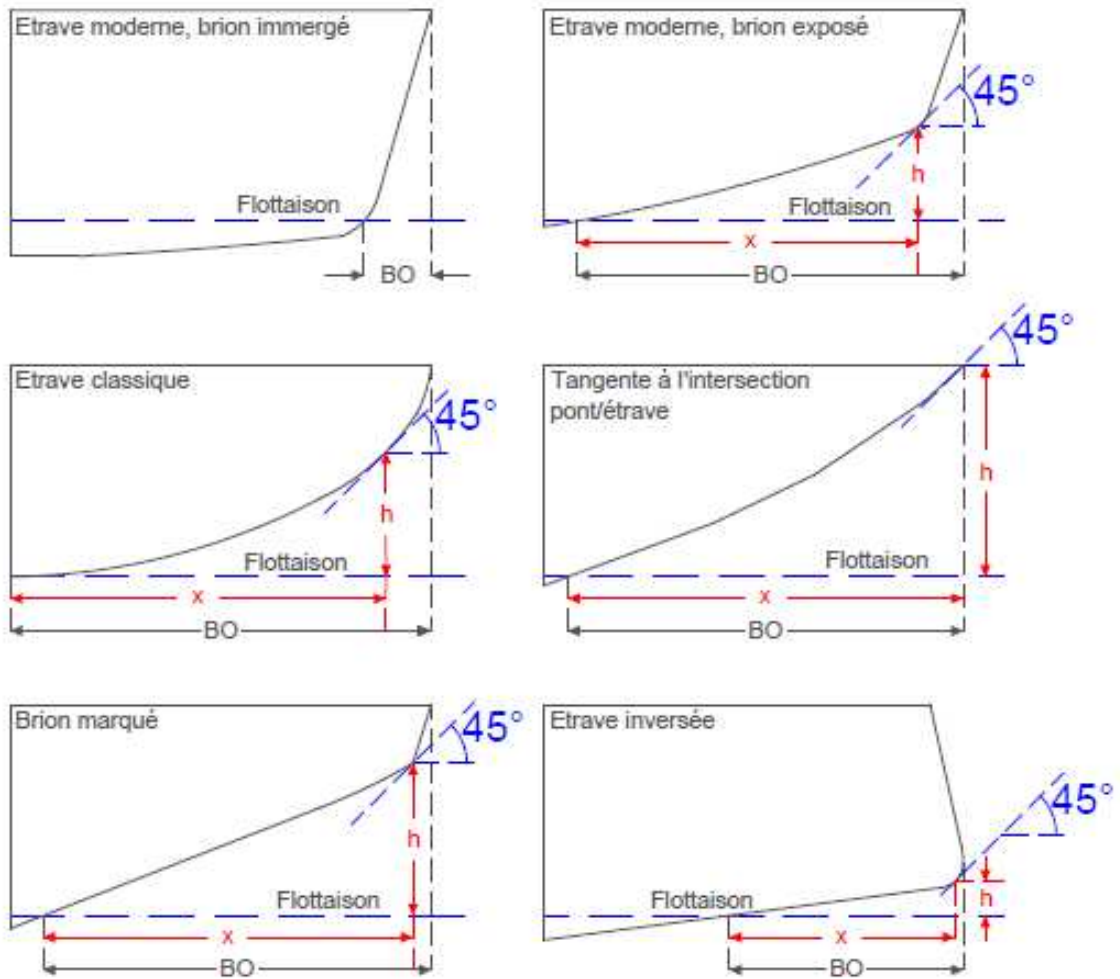 Etrave moderne, brion immergé
Flottaison
BO
Etrave moderne, brion exposé
45°
h
Flottaison
x
BO
Etrave classique
45°
h
Flottaison
x
BO
Tangente à l'intersection
pont/étrave
45°
h
Flottaison
x
BO
Brion marqué
45°
h
Flottaison
x
BO
Etrave inversée
45°
Flottaison
h
x
BO